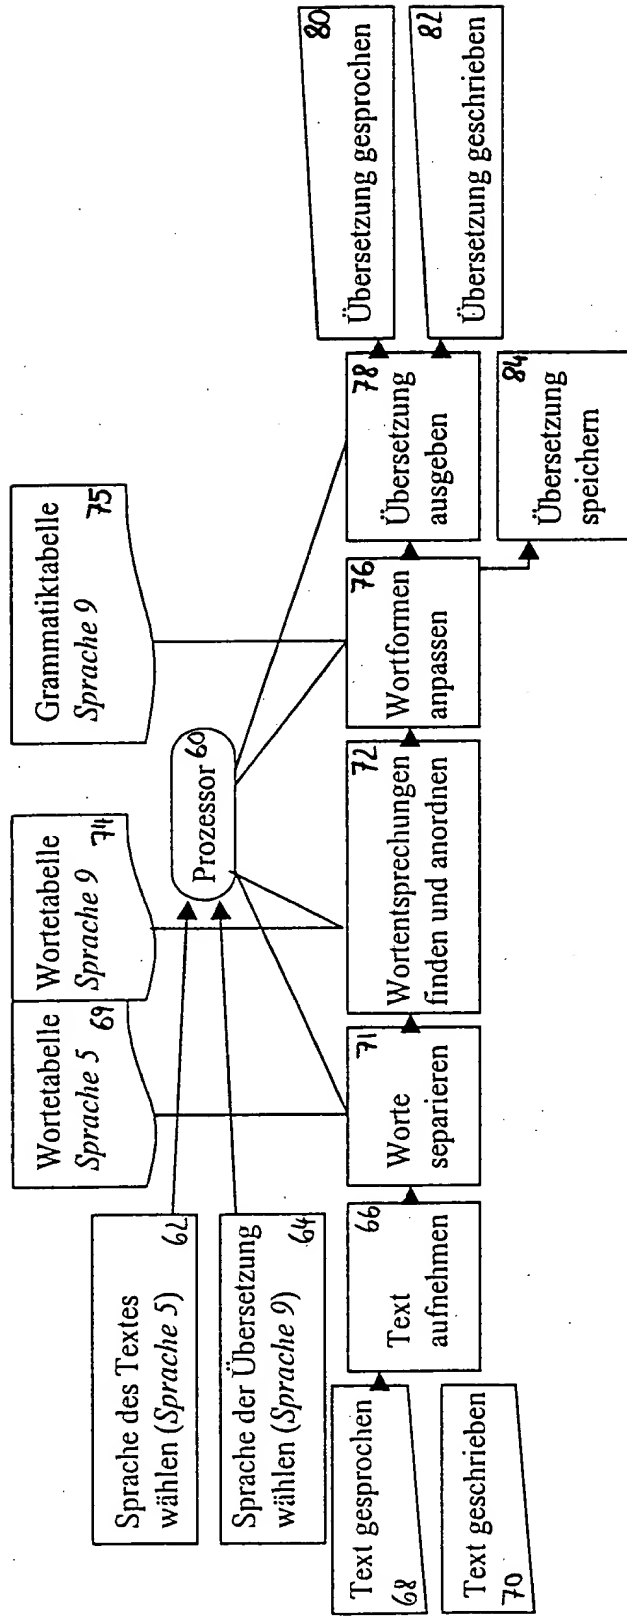 Wortetabelle
Sprache 5
69
Wortetabelle
Sprache 9
74
Grammatiktabelle
Sprache 9
75
Sprache des Textes
wählen (Sprache 5)
62
Sprache der Übersetzung
wählen (Sprache 9)
64
Prozessor 60
Text gesprochen
68
Text geschrieben
70
66
Text
aufnehmen
71
Worte
separieren
72
Wortentsprechungen
finden und anordnen
76
Wortformen
anpassen
78
Übersetzung
ausgeben
80
Übersetzung gesprochen
82
Übersetzung geschrieben
84
Übersetzung
speichern